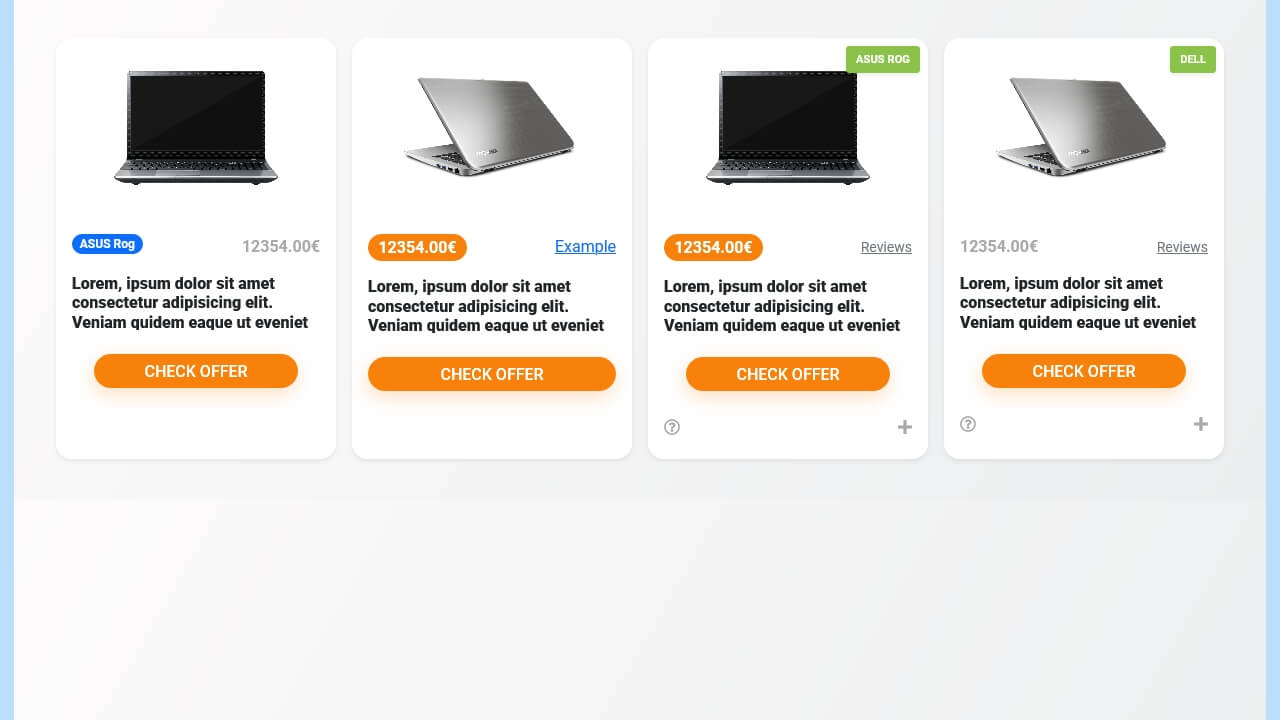 ASUS Rog 12354.00€
Lorem, ipsum dolor sit amet
consectetur adipisicing elit.
Veniam quidem eaque ut eveniet
CHECK OFFER
12354.00€ Example
Lorem, ipsum dolor sit amet
consectetur adipisicing elit.
Veniam quidem eaque ut eveniet
CHECK OFFER
ASUS ROG
12354.00€ Reviews
Lorem, ipsum dolor sit amet
consectetur adipisicing elit.
Veniam quidem eaque ut eveniet
CHECK OFFER
DELL
12354.00€ Reviews
Lorem, ipsum dolor sit amet
consectetur adipisicing elit.
Veniam quidem eaque ut eveniet
CHECK OFFER